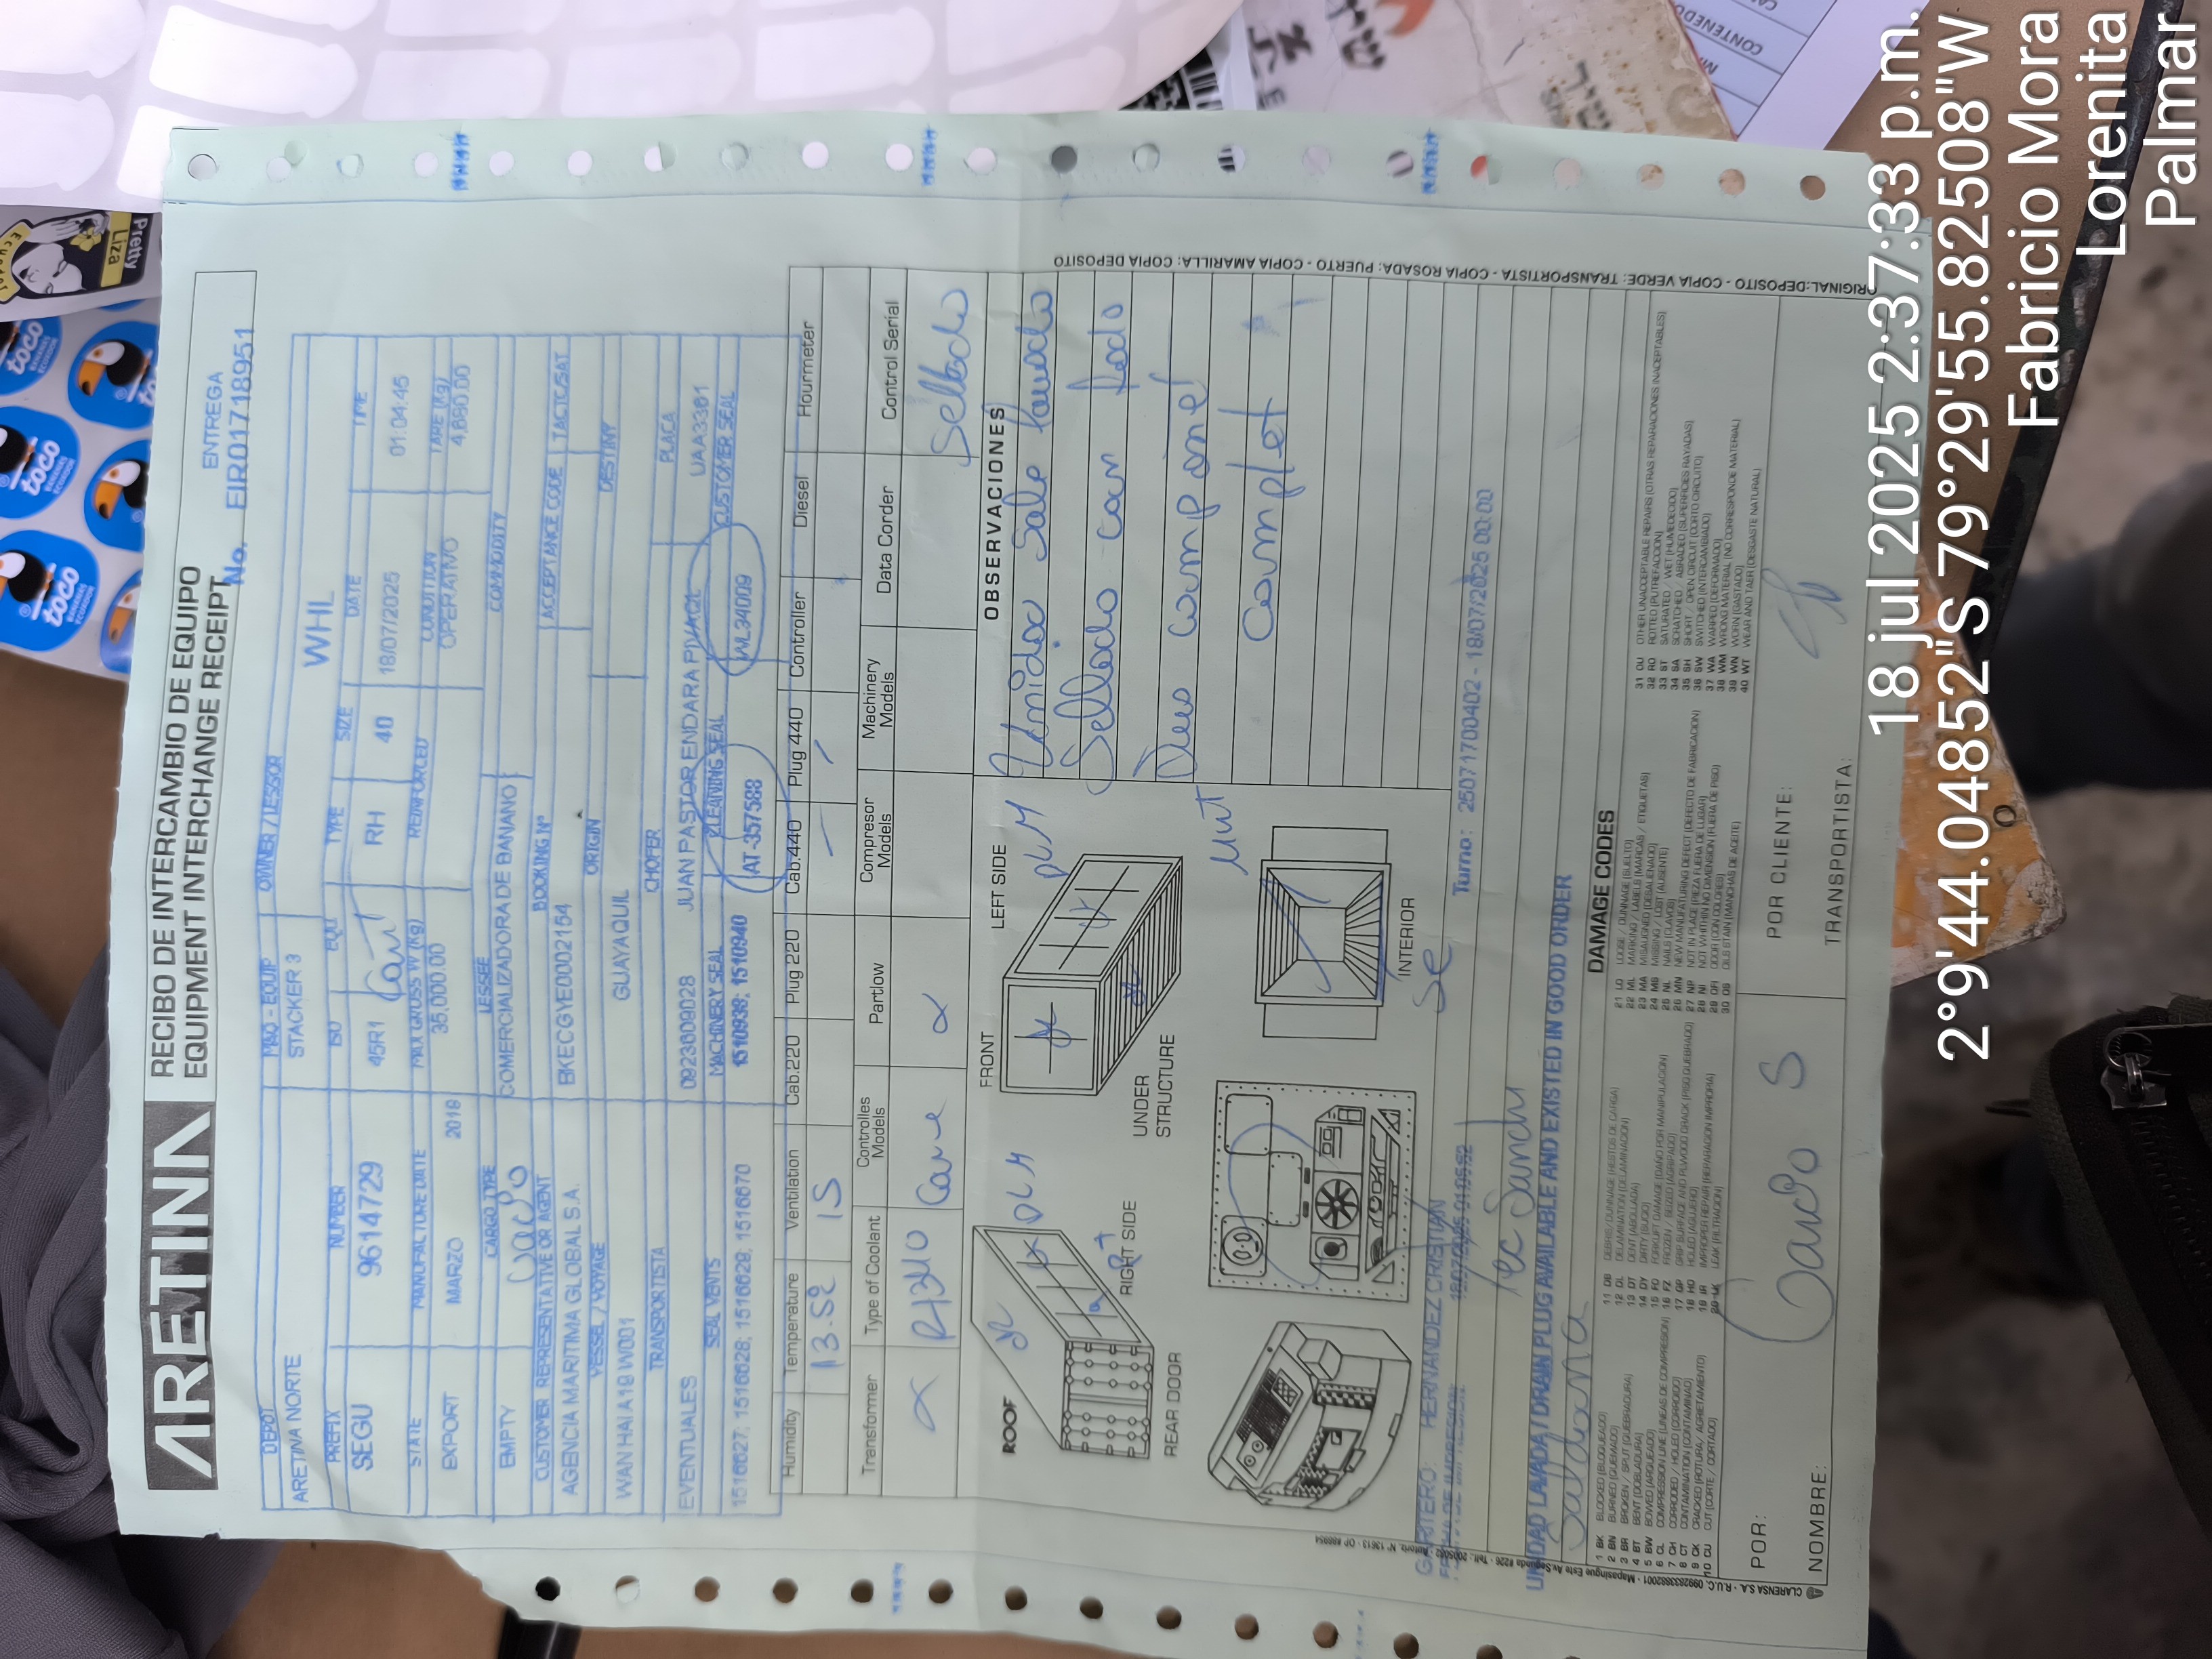 toco
BANANAS
ECUADOR
toco
BANANAS
ECUADOR
toco
BANANAS
ECUADOR
Ecuador
Pretty
Liza
ARETINA
RECIBO DE INTERCAMBIO DE EQUIPO
EQUIPMENT INTERCHANGE RECEIPT
ENTREGA
No. EIR01718951
DEPOT MAQ - EQUIP OWNER / LESSOR
ARETINA NORTE STACKER 3 WHL
PREFIX NUMBER ISO EQU TYPE SIZE DATE TIME
SEGU 9614729 45R1 RH 40 18/07/2025 01:04:45
STATE MANUFACTURE DATE MAX GROSS W (Kg) REINFORCED CONDITION TARE (Kg)
EXPORT MARZO 2018 35,000.00 OPERATIVO 4,680.00
CARGO TYPE LESSEE COMMODITY
EMPTY Vacio COMERCIALIZADORA DE BANANO
CUSTOMER REPRESENTATIVE OR AGENT BOOKING Nº ACCEPTANCE CODE TACTC/SAT
AGENCIA MARITIMA GLOBAL S.A. BKECGYE0002154
VESSEL / VOYAGE ORIGIN DESTINY
WAN HAI A19 W001 GUAYAQUIL
TRANSPORTISTA CHOFER PLACA
EVENTUALES 0923609028 JUAN PASTOR ENDARA UAA3361
SEAL VENTS MACHINERY SEAL CLEANING SEAL CUSTOMER SEAL
1516627; 1516628; 1516628; 1516670 1510938; 1510940 AT-357588 WL34009
Humidity Temperature Ventilation Cab.220 Plug 220 Cab.440 Plug 440 Controller Diesel Hourmeter
13.5º 15
Transformer Type of Coolant Controlles Models Partlow Compresor Models Machinery Models Data Corder Control Serial
R134a Sellado
ROOF
DLM
RIGHT SIDE
REAR DOOR
FRONT
LEFT SIDE
DLM
UNDER
STRUCTURE
INTERIOR
OBSERVACIONES
Unidad Sale lavado
Sellado con todo
Sus component
complet
GARITERO: HERNANDEZ CRISTIAN
FECHA DE IMPRESION: 18/07/2025 01:05:52
Turno: 25071700402 - 18/07/2025 00:00
UNIDAD LAVADA / DRAIN PLUG AVAILABLE AND EXISTED IN GOOD ORDER
Saldana
DAMAGE CODES
1 BK BLOCKED (BLOQUEADO)
2 BN BURNED (QUEMADO)
3 BR BROKEN / SPLIT (QUEBRADURA)
4 BT BENT (DOBLADURA)
5 BW BOWED (ARQUEADO)
6 CL COMPRESSION LINE (LINEAS DE COMPRESION)
7 CH CORRODED / HOLED (CORROIDO)
8 CT CONTAMINATION (CONTAMINAD)
9 CK CRACKED (ROTURA/ AGRIETAMIENTO)
10 CU CUT (CORTE / CORTADO)
11 DB DEBRIS/DUNNAGE (RESTOS DE CARGA)
12 DL DELAMINATION (DELAMINACION)
13 DT DENT (ABOLLADA)
14 DY DIRTY (SUCIO)
15 FD FORKLIFT DAMAGE (DAÑO POR MANIPULACION)
16 FZ FROZEN / SEIZED (AGRIPADO)
17 GP GRIP SURFACE AND PLWOOD CRACK (PISO QUEBRADO)
18 HO HOLED (AGUJERO)
19 IR IMPROPER REPAIR (REPARACION IMPROPIA)
20 LK LEAK (FILTRACION)
21 LO LOOSE / DUNNAGE (SUELTO)
22 ML MARKING / LABELS (MARCAS / ETIQUETAS)
23 MA MISALIGNED (DESALIENADO)
24 MS MISSING / LOST (AUSENTE)
25 NL NAILS (CLAVOS)
26 MN NEW MANUFACTURING DEFECT (DEFECTO DE FABRICACION)
27 NP NOT IN PLACE (PIEZA FUERA DE LUGAR)
28 NI NOT WHITHIN NO DIMENSION (FUERA DE PISO)
29 OFI ODOR (CON COLORES)
30 OS OILS STAIN (MANCHAS DE ACEITE)
31 OU OTHER UNACCEPTABLE REPAIRS (OTRAS REPARACIONES INACEPTABLES)
32 RO ROTTED (PUTREFACCION)
33 ST SATURATED / WET (HUMEDECIDO)
34 SA SCRATCHED / ABRADED (SUPERFICIES RAYADAS)
35 SH SHORT / OPEN CIRCUIT (CORTO CIRCUITO)
36 SW SWITCHED (INTERCAMBIADO)
37 WA WARPED (DEFORMADO)
38 WM WRONG MATERIAL (NO CORRESPONDE MATERIAL)
39 WN WORN (GASTADO)
40 WT WEAR AND TAER (DESGASTE NATURAL)
POR:
NOMBRE:
POR CLIENTE:
TRANSPORTISTA:
ORIGINAL:DEPOSITO - COPIA VERDE: TRANSPORTISTA - COPIA ROSADA: PUERTO - COPIA AMARILLA: COPIA DEPOSITO
CLARENSA S.A.
CONTENEDO
18 jul 2025 2:37:33 p.m.
2°9'44.04852"S 79°29'55.82508"W
Fabricio Mora
Lorenita
Palmar